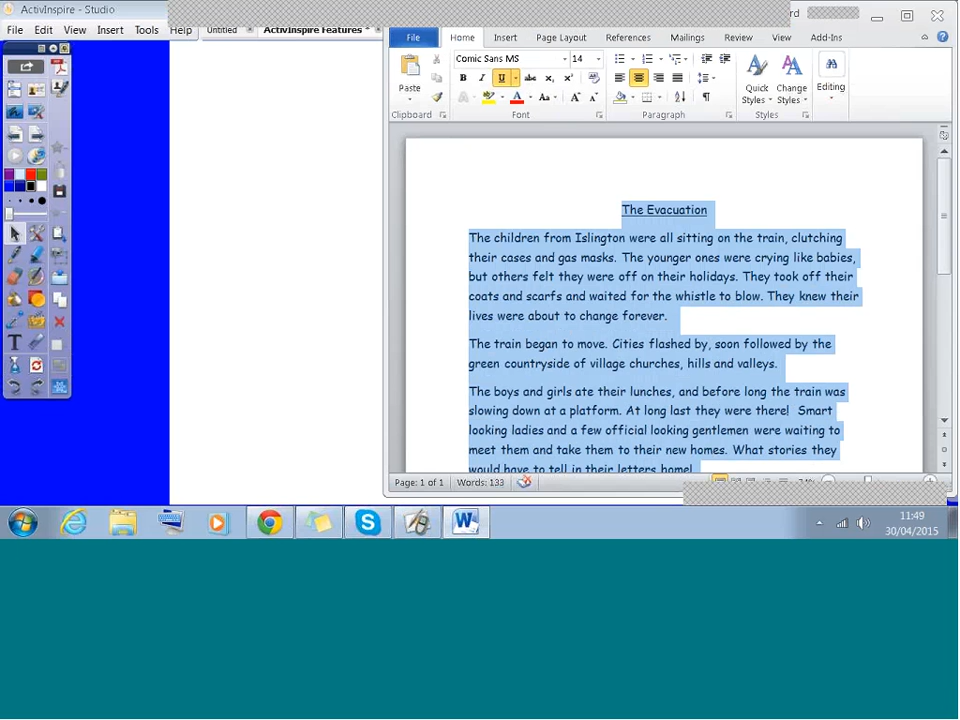 ActivInspire - Studio
File Edit View Insert Tools Help
Untitled ActivInspire Features
File Home Insert Page Layout References Mailings Review View Add-Ins
Comic Sans MS 14
Paste
Quick Styles
Change Styles
Editing
Clipboard Font Paragraph Styles
The Evacuation
The children from Islington were all sitting on the train, clutching
their cases and gas masks. The younger ones were crying like babies,
but others felt they were off on their holidays. They took off their
coats and scarfs and waited for the whistle to blow. They knew their
lives were about to change forever.
The train began to move. Cities flashed by, soon followed by the
green countryside of village churches, hills and valleys.
The boys and girls ate their lunches, and before long the train was
slowing down at a platform. At long last they were there! Smart
looking ladies and a few official looking gentlemen were waiting to
meet them and take them to their new homes. What stories they
would have to tell in their letters home!
Page: 1 of 1 Words: 133
11:49
30/04/2015